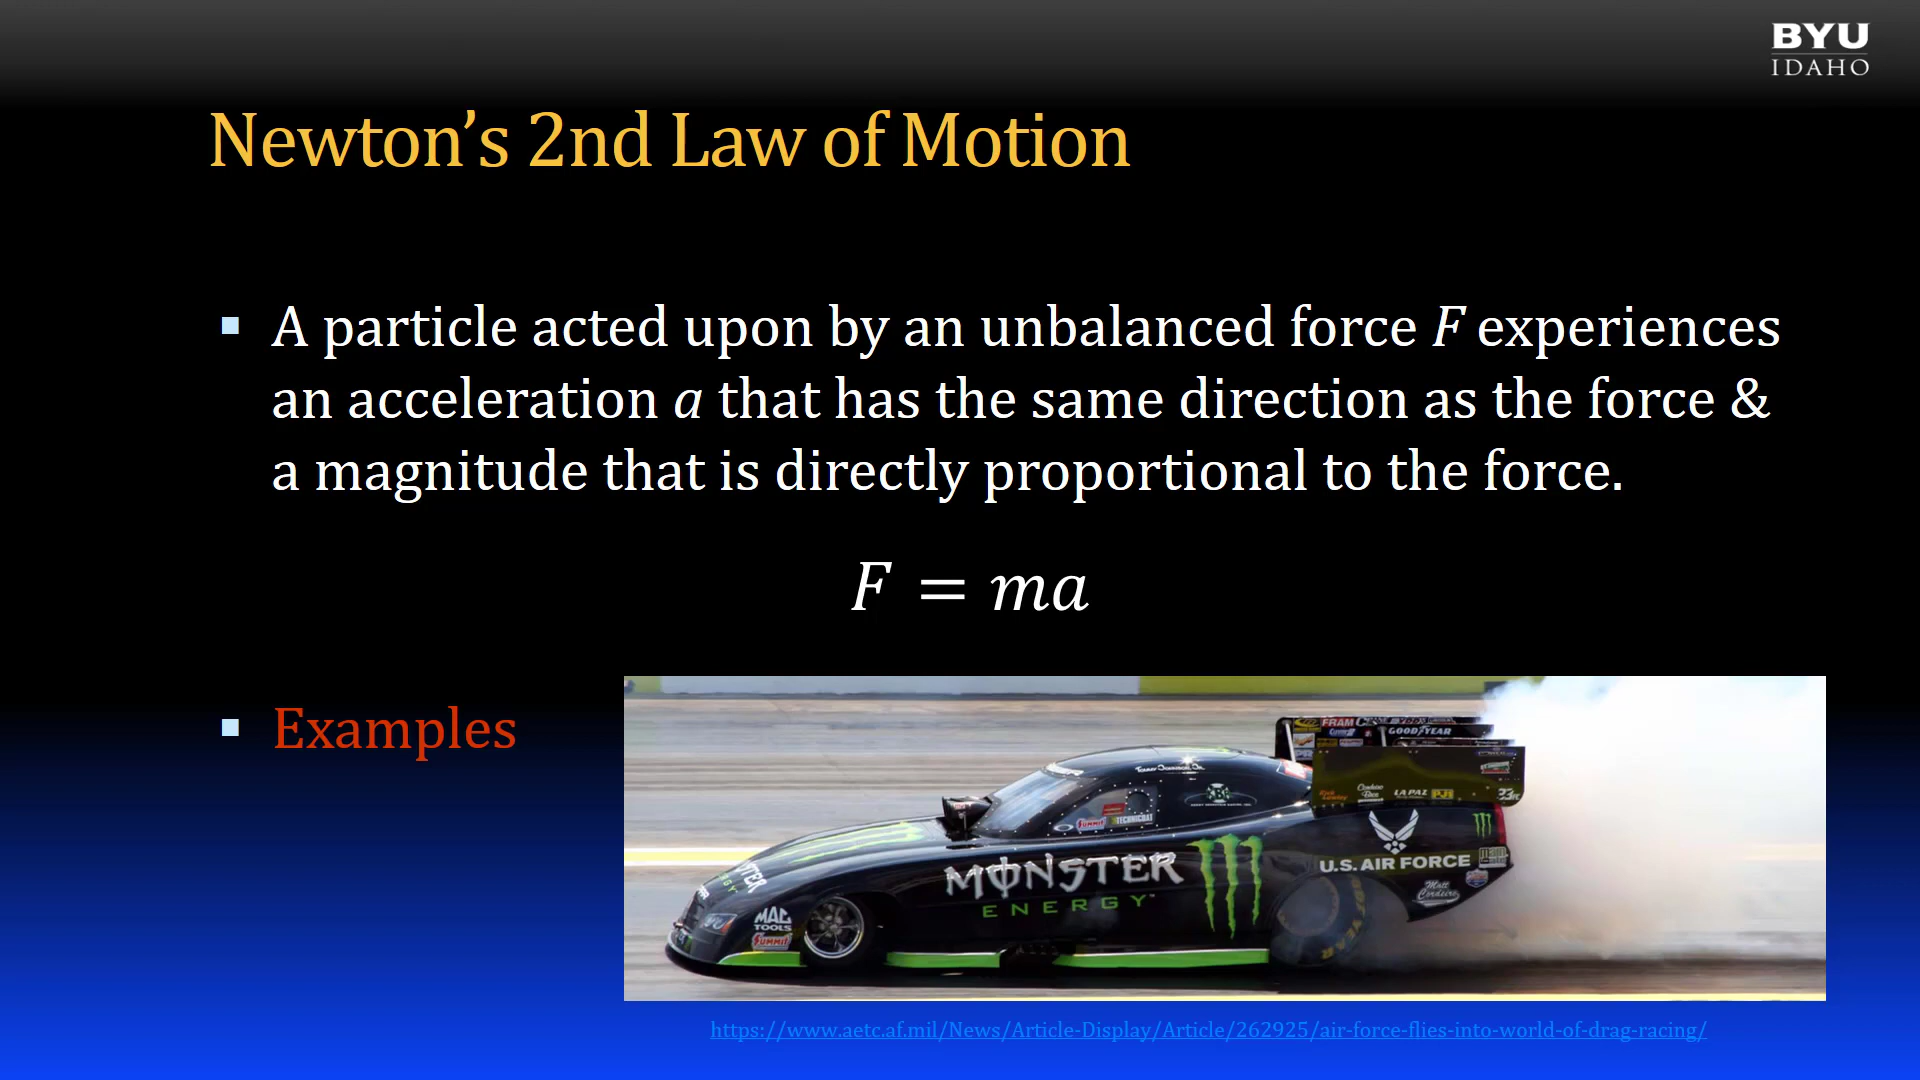 BYU
IDAHO
Newton’s 2nd Law of Motion
A particle acted upon by an unbalanced force F experiences
an acceleration a that has the same direction as the force &
a magnitude that is directly proportional to the force.
F = ma
Examples
FRAM
GOODYEAR
LA PAZ
MONSTER
ENERGY
U.S. AIR FORCE
MAC
TOOLS
Summit
https://www.aetc.af.mil/News/Article-Display/Article/262925/air-force-flies-into-world-of-drag-racing/